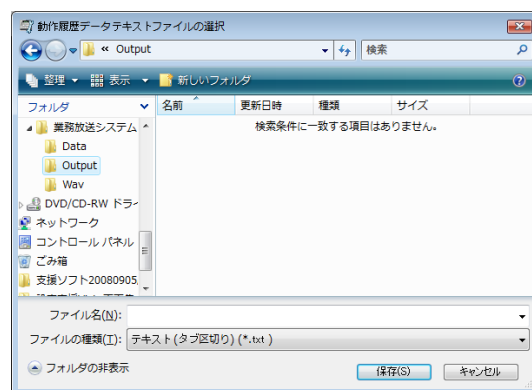 動作履歴データテキストファイルの選択
« Output
検索
整理 表示 新しいフォルダ
フォルダ
名前 更新日時 種類 サイズ
検索条件に一致する項目はありません。
業務放送システム
Data
Output
Wav
DVD/CD-RW ドラ
ネットワーク
コントロール パネル
ごみ箱
支援ソフト20080905
ファイル名(N):
ファイルの種類(T): テキスト(タブ区切り) (*.txt )
フォルダの非表示
保存(S) キャンセル